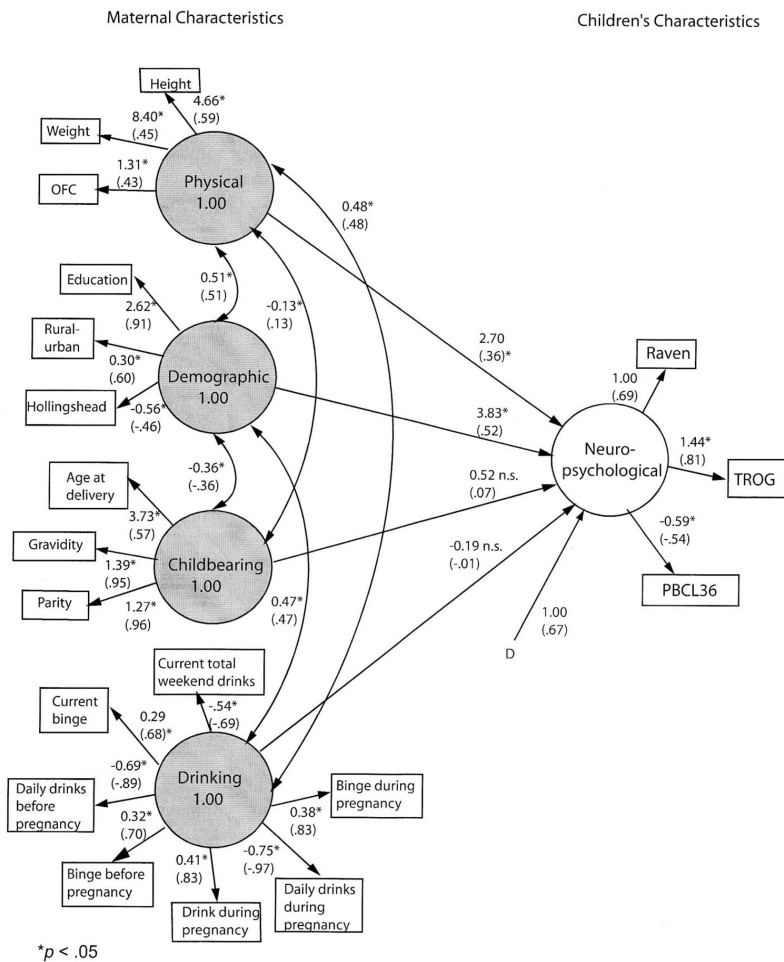 Maternal Characteristics
Children's Characteristics
Height
4.66*
(.59)
8.40*
(.45)
Weight
1.31*
(.43)
OFC
Physical
1.00
0.48*
(.48)
0.51*
(.51)
-0.13*
(.13)
Education
2.62*
(.91)
Rural-
urban
0.30*
(.60)
Hollingshead
-0.56*
(-.46)
Demographic
1.00
2.70
(.36)*
3.83*
(.52)
Raven
1.00
(.69)
Neuro-
psychological
1.44*
(.81)
TROG
-0.59*
(-.54)
PBCL36
-0.36*
(-.36)
Age at
delivery
3.73*
(.57)
Gravidity
1.39*
(.95)
Parity
1.27*
(.96)
Childbearing
1.00
0.52 n.s.
(.07)
-0.19 n.s.
(-.01)
1.00
(.67)
D
0.47*
(.47)
Current total
weekend drinks
-.54*
(-.69)
Current
binge
0.29
(.68)*
-0.69*
(-.89)
Daily drinks
before
pregnancy
0.32*
(.70)
Binge before
pregnancy
Drinking
1.00
0.41*
(.83)
Drink during
pregnancy
-0.75*
(-.97)
Daily drinks
during
pregnancy
0.38*
(.83)
Binge during
pregnancy
*p < .05